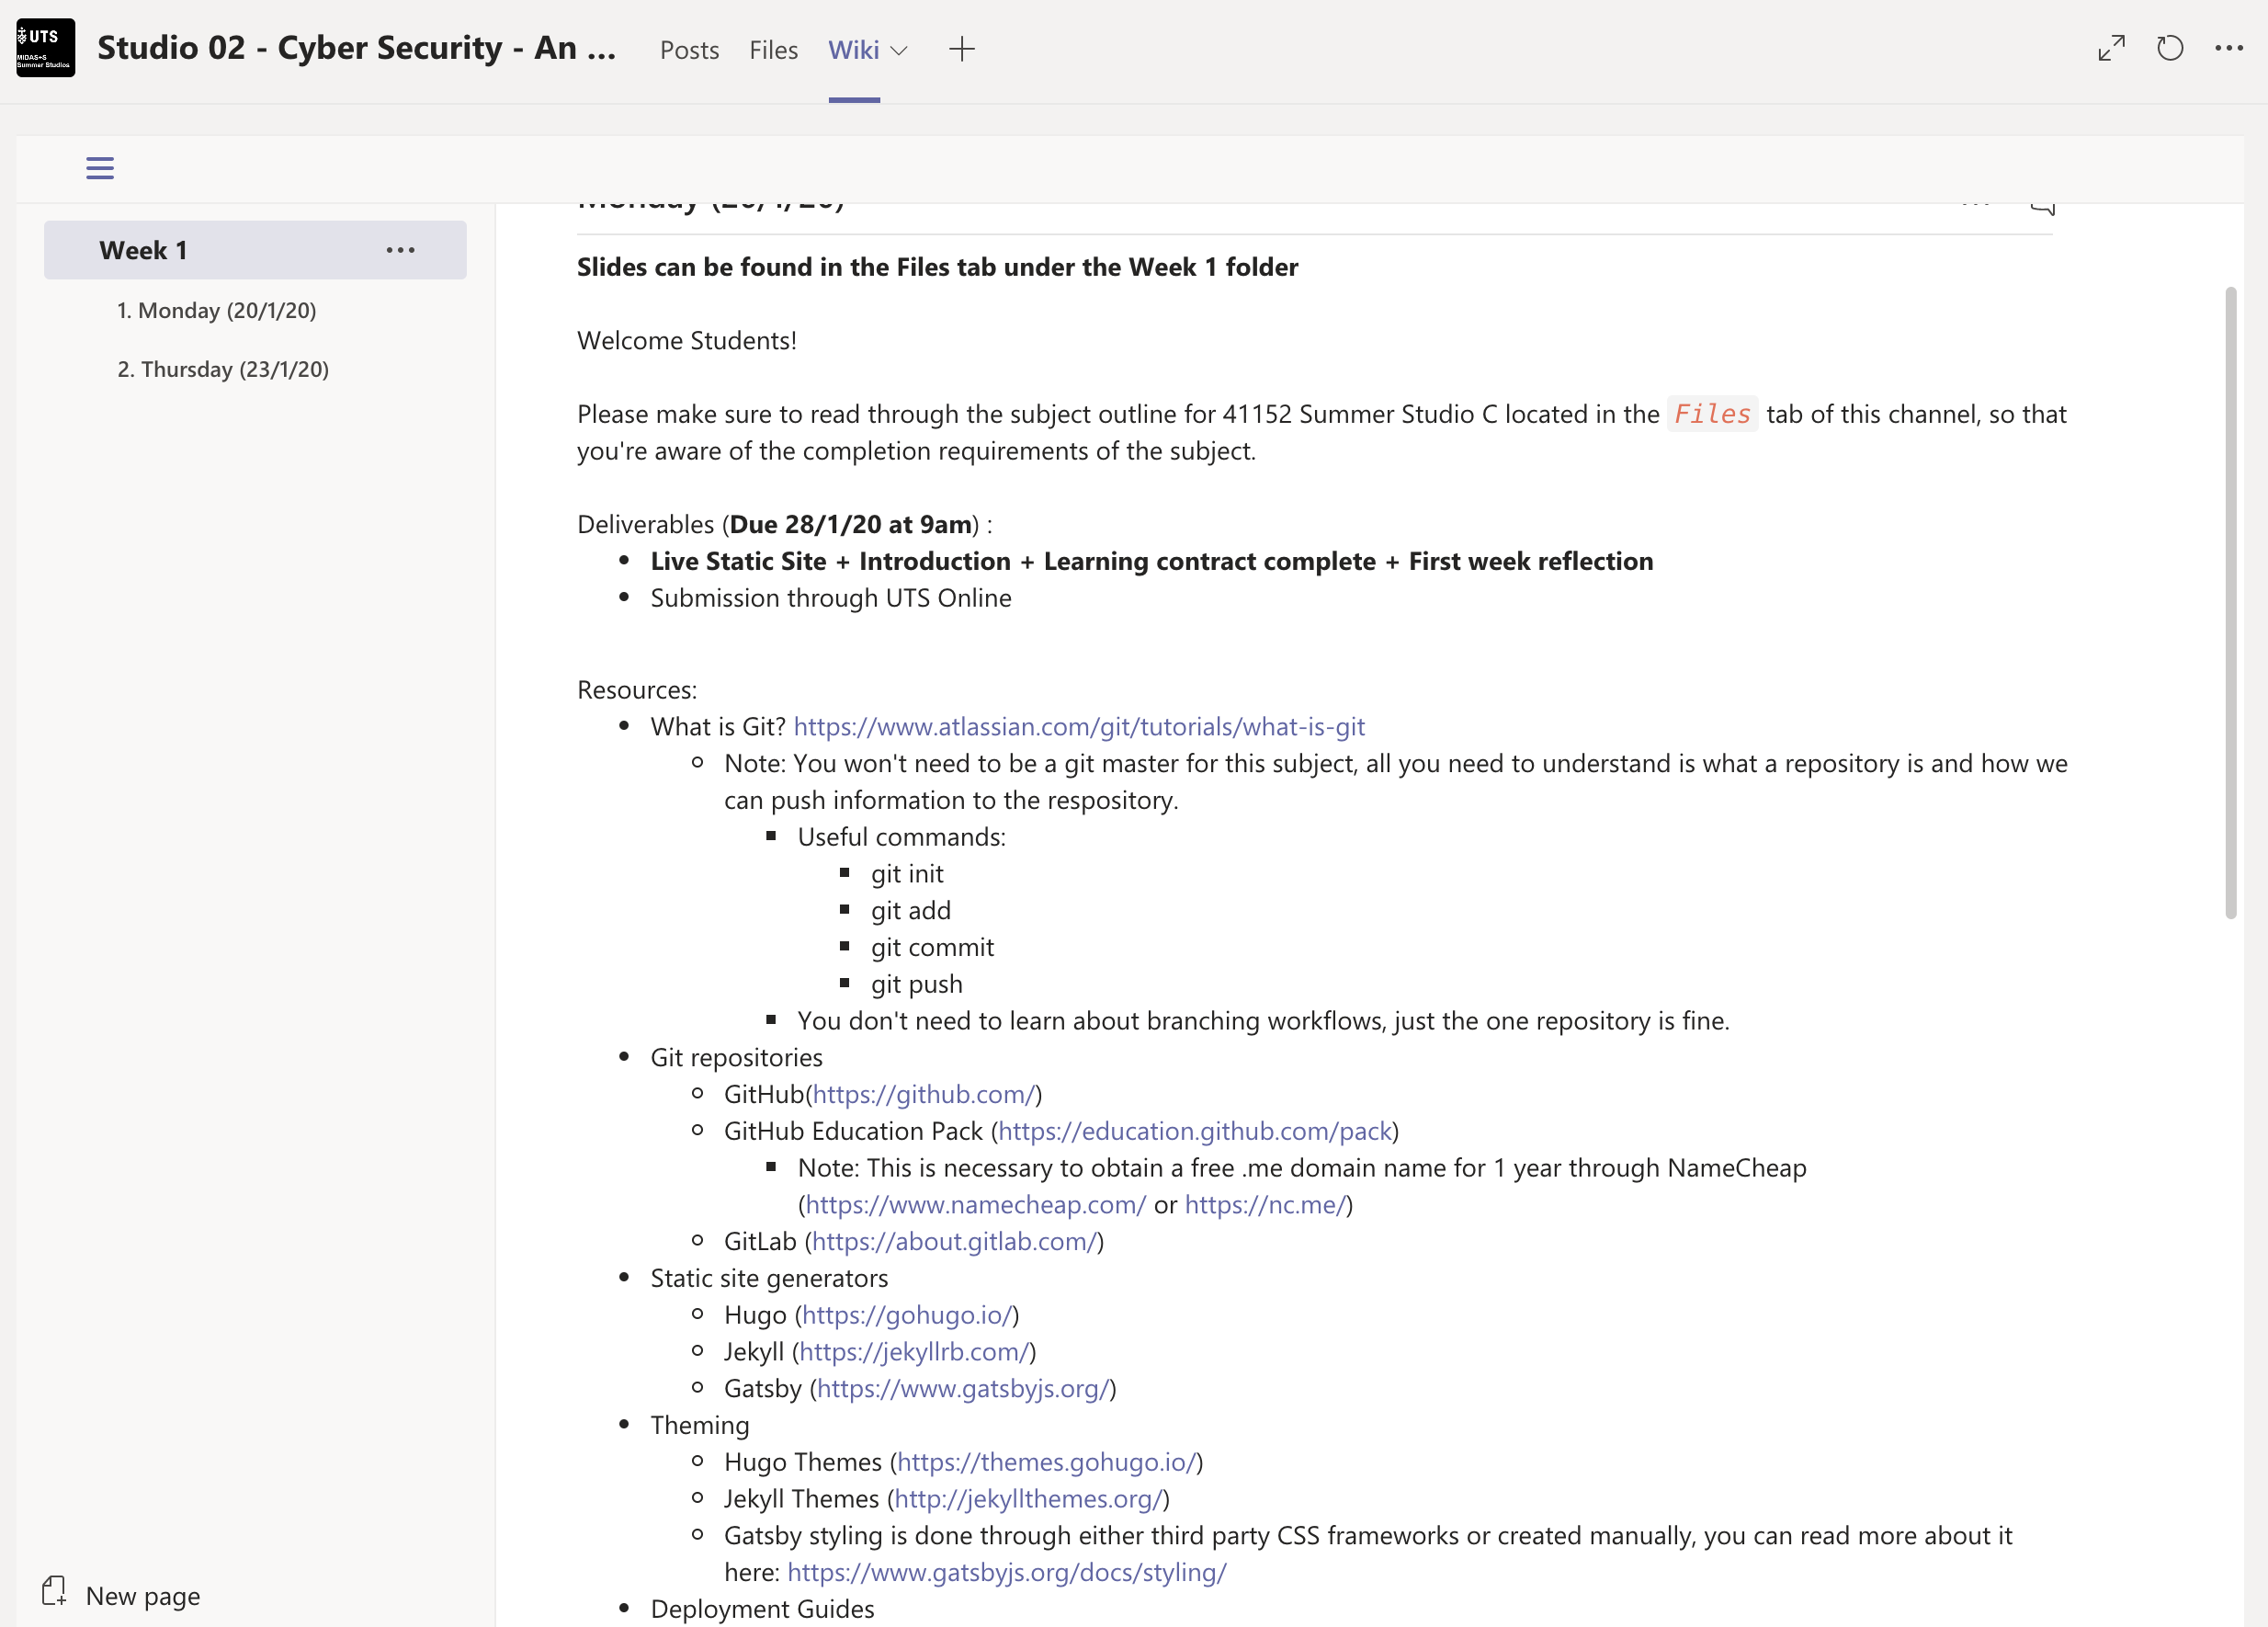 UTS
MIDAS+S
Summer Studios
Studio 02 - Cyber Security - An ...
Posts
Files
Wiki
Week 1
1. Monday (20/1/20)
2. Thursday (23/1/20)
New page
Monday (20/1/20)
Slides can be found in the Files tab under the Week 1 folder
Welcome Students!
Please make sure to read through the subject outline for 41152 Summer Studio C located in the Files tab of this channel, so that
you're aware of the completion requirements of the subject.
Deliverables (Due 28/1/20 at 9am) :
• Live Static Site + Introduction + Learning contract complete + First week reflection
• Submission through UTS Online
Resources:
• What is Git? https://www.atlassian.com/git/tutorials/what-is-git
◦ Note: You won't need to be a git master for this subject, all you need to understand is what a repository is and how we
can push information to the respository.
▪ Useful commands:
▪ git init
▪ git add
▪ git commit
▪ git push
▪ You don't need to learn about branching workflows, just the one repository is fine.
• Git repositories
◦ GitHub(https://github.com/)
◦ GitHub Education Pack (https://education.github.com/pack)
▪ Note: This is necessary to obtain a free .me domain name for 1 year through NameCheap
(https://www.namecheap.com/ or https://nc.me/)
◦ GitLab (https://about.gitlab.com/)
• Static site generators
◦ Hugo (https://gohugo.io/)
◦ Jekyll (https://jekyllrb.com/)
◦ Gatsby (https://www.gatsbyjs.org/)
• Theming
◦ Hugo Themes (https://themes.gohugo.io/)
◦ Jekyll Themes (http://jekyllthemes.org/)
◦ Gatsby styling is done through either third party CSS frameworks or created manually, you can read more about it
here: https://www.gatsbyjs.org/docs/styling/
• Deployment Guides